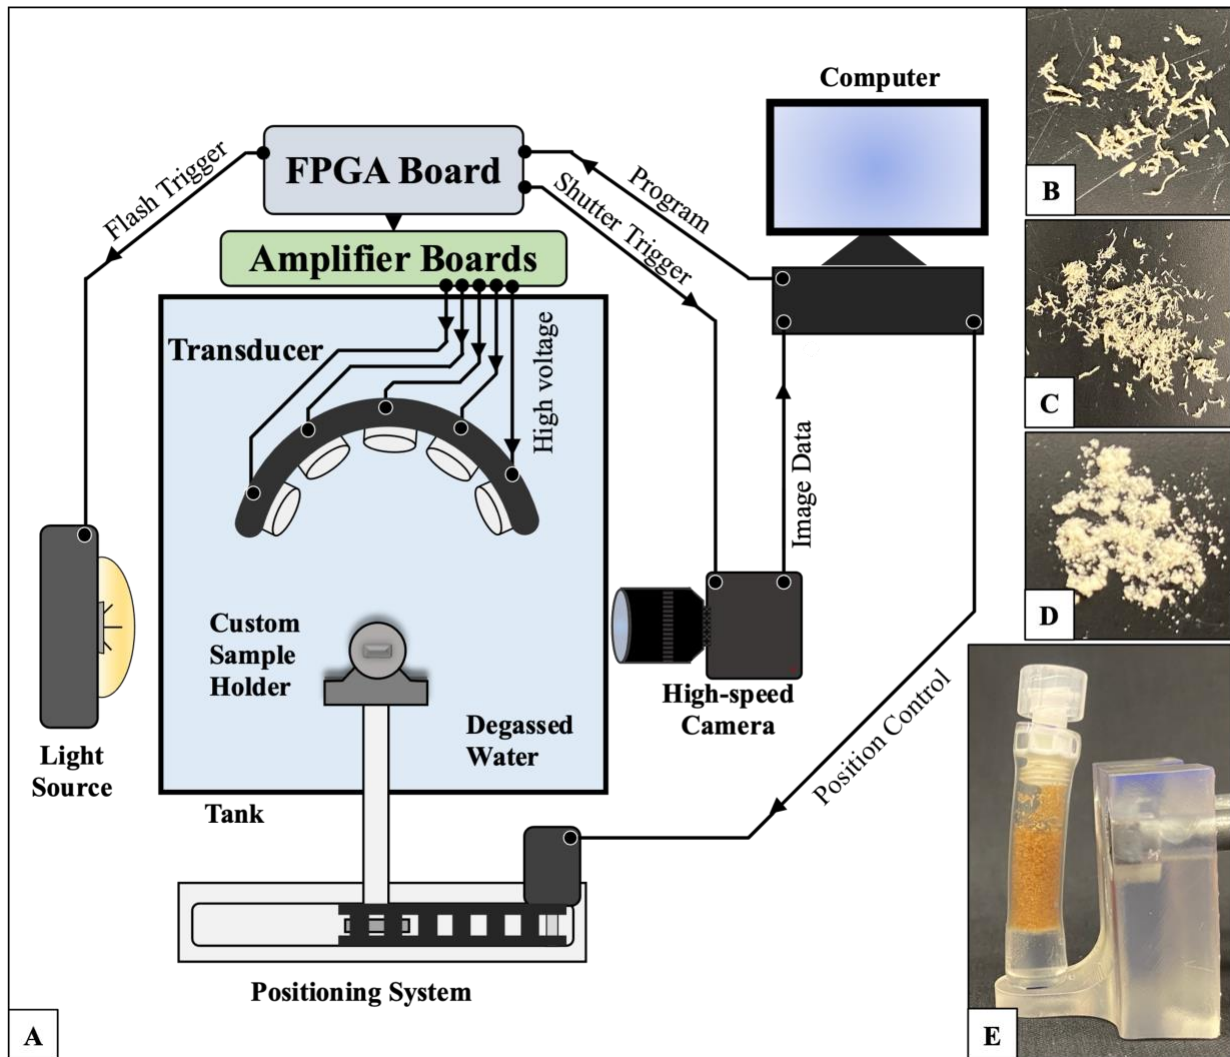 Computer
FPGA Board
Flash Trigger
Program
Shutter Trigger
Amplifier Boards
Transducer
High voltage
Image Data
Custom
Sample
Holder
Degassed
Water
High-speed
Camera
Light
Source
Tank
Position Control
Positioning System
A
B
C
D
E